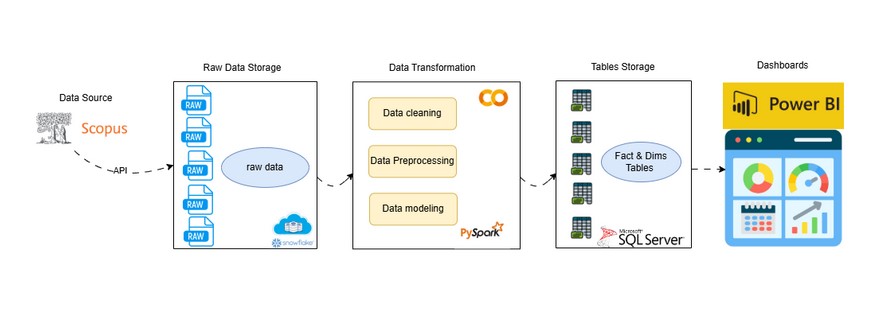 Data Source
Scopus
API
Raw Data Storage
RAW
RAW
RAW
RAW
RAW
raw data
snowflake
Data Transformation
CO
Data cleaning
Data Preprocessing
Data modeling
PySpark
Tables Storage
Fact & Dims
Tables
Microsoft
SQL Server
Dashboards
Power BI